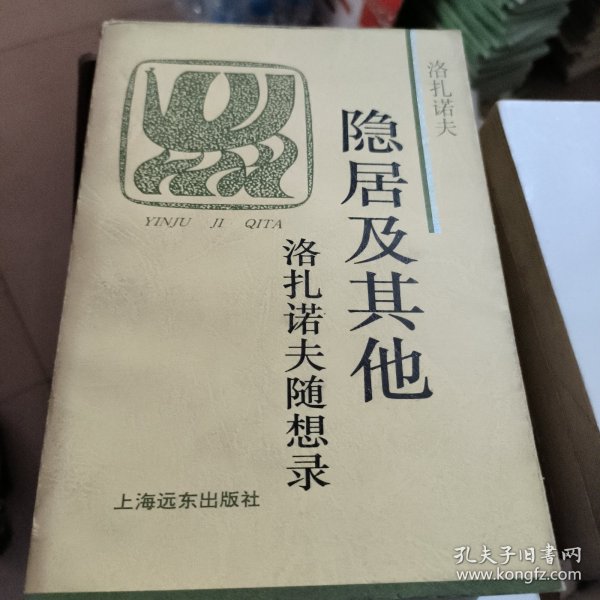 洛扎诺夫
隐居及其他
洛扎诺夫随想录
YINJU JI QITA
上海远东出版社
孔夫子旧书网
www.kongfz.com